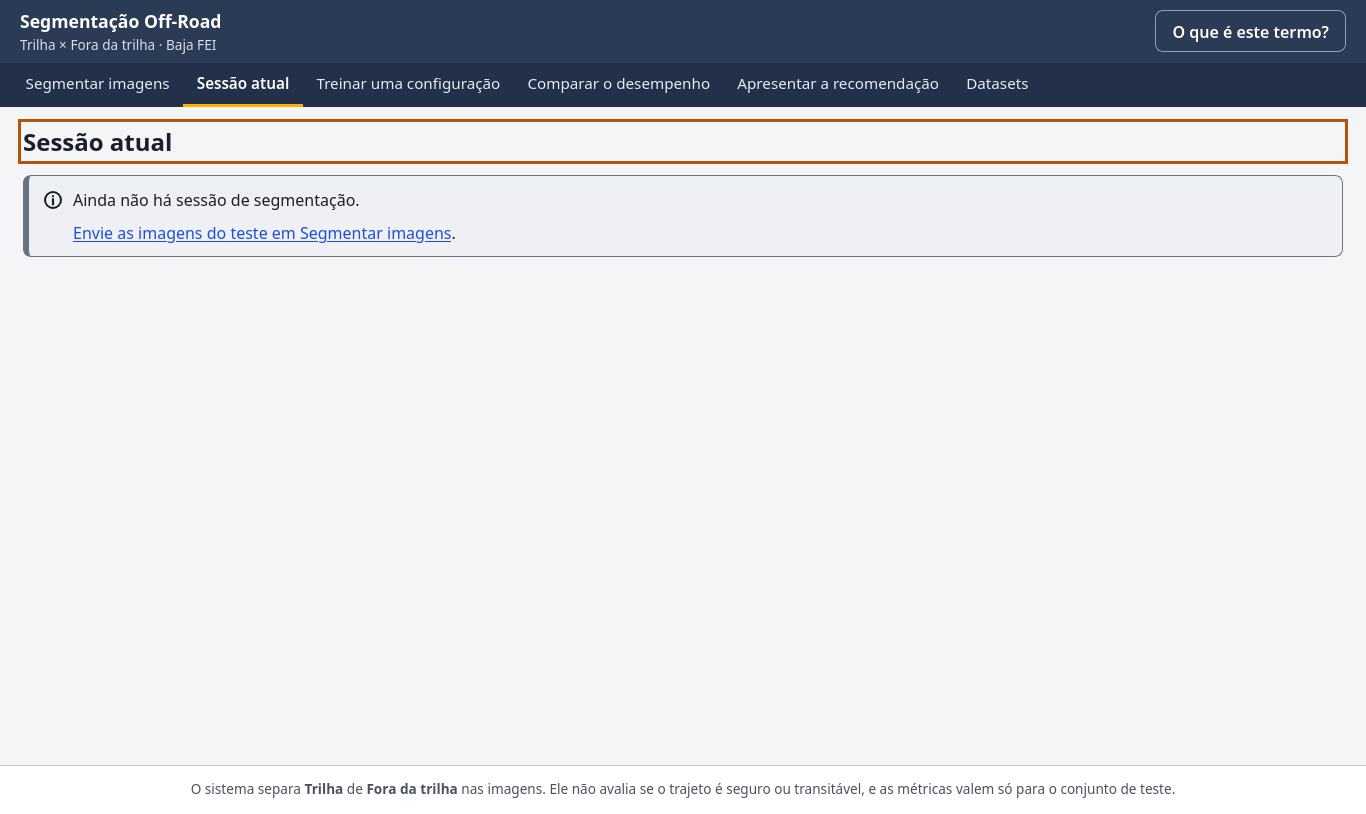 Segmentação Off-Road
Trilha × Fora da trilha · Baja FEI
O que é este termo?
Segmentar imagens
Sessão atual
Treinar uma configuração
Comparar o desempenho
Apresentar a recomendação
Datasets
Sessão atual
Ainda não há sessão de segmentação.
Envie as imagens do teste em Segmentar imagens.
O sistema separa Trilha de Fora da trilha nas imagens. Ele não avalia se o trajeto é seguro ou transitável, e as métricas valem só para o conjunto de teste.